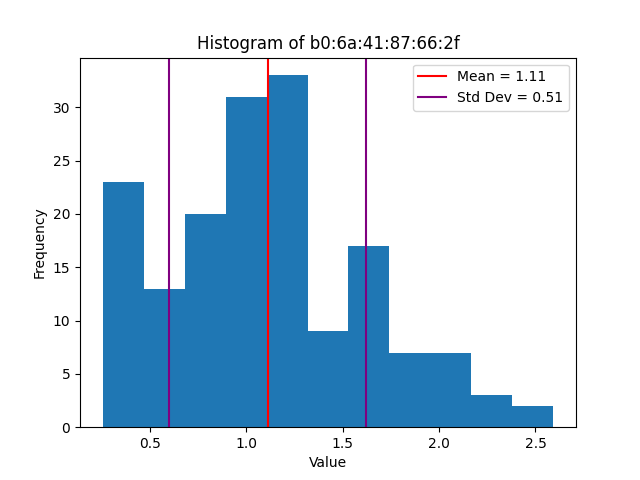 Histogram of b0:6a:41:87:66:2f
Mean = 1.11
Std Dev = 0.51
Frequency
30
25
20
15
10
5
0
0.5 1.0 1.5 2.0 2.5
Value